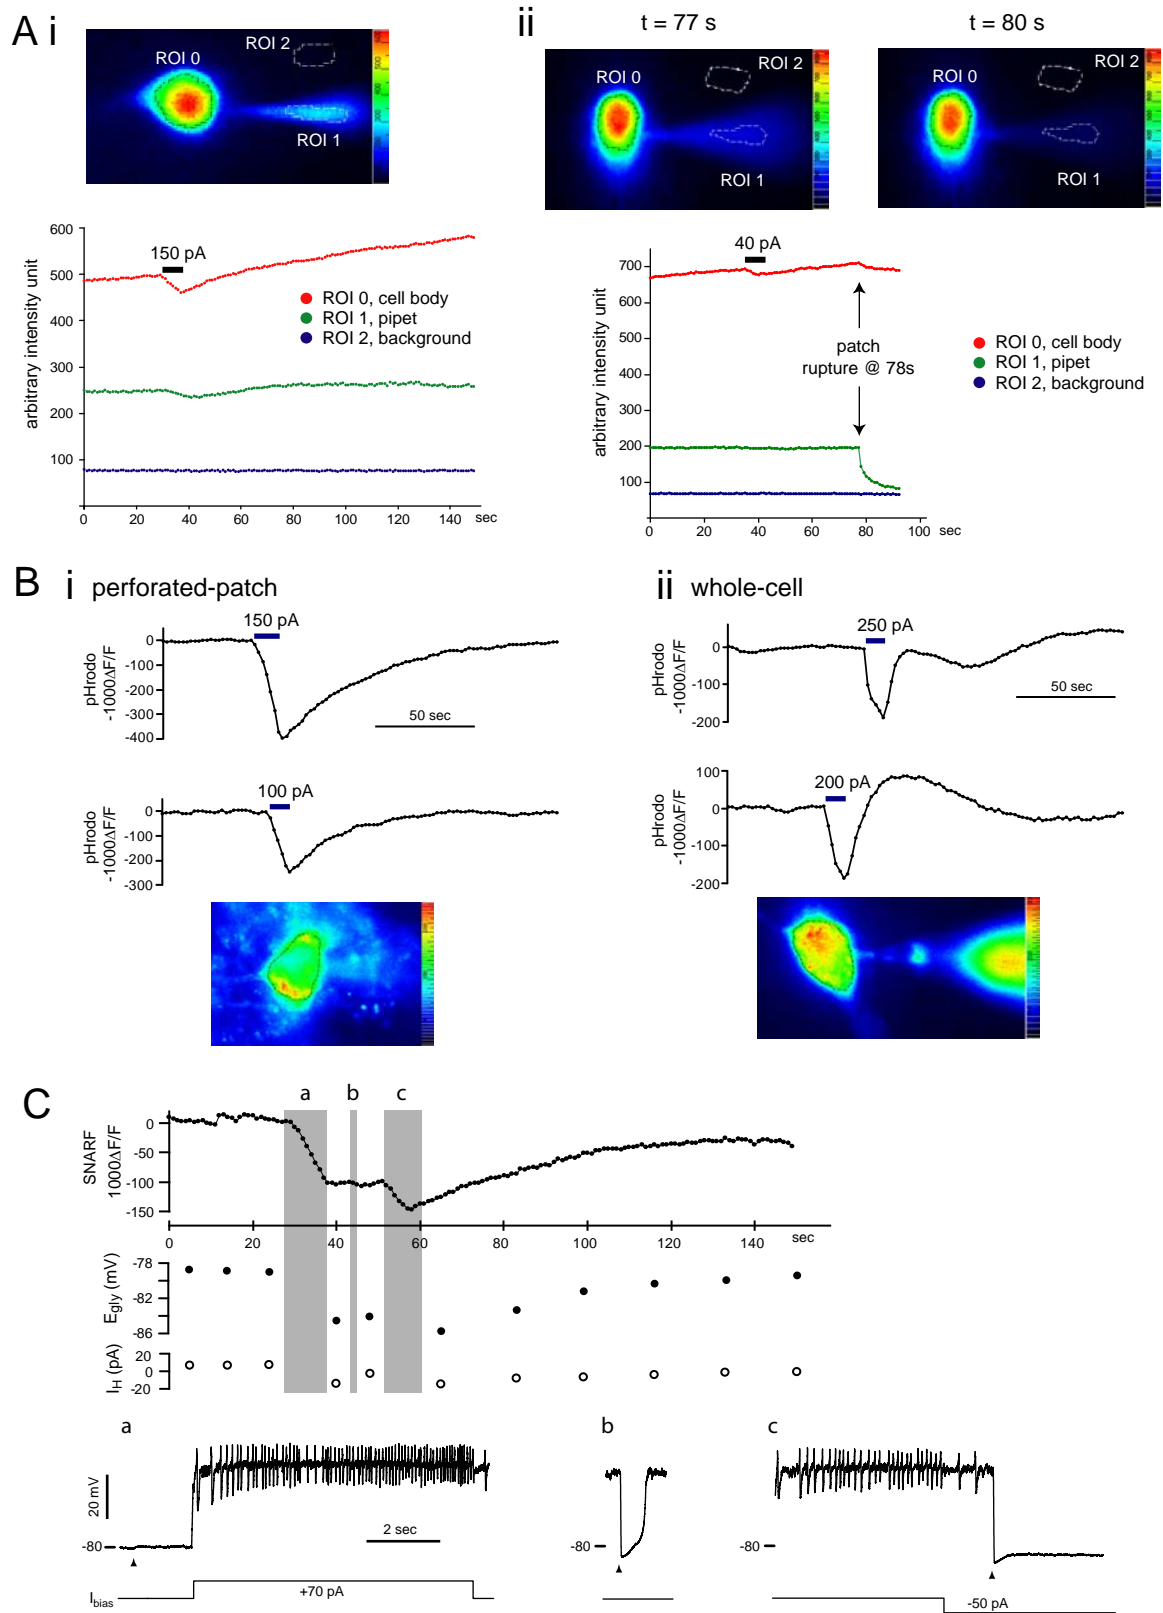 A i
ROI 0
ROI 2
ROI 1
600
500
400
300
200
100
arbitrary intensity unit
150 pA
ROI 0, cell body
ROI 1, pipet
ROI 2, background
0
20
40
60
80
100
120
140
sec
ii
t = 77 s
t = 80 s
ROI 0
ROI 2
ROI 1
ROI 0
ROI 2
ROI 1
700
600
500
400
300
200
100
arbitrary intensity unit
40 pA
patch
rupture @ 78s
ROI 0, cell body
ROI 1, pipet
ROI 2, background
0
20
40
60
80
100
sec
B i perforated-patch
150 pA
0
-100
-200
-300
-400
pHrodo
-1000ΔF/F
50 sec
100 pA
0
-100
-200
-300
pHrodo
-1000ΔF/F
ii whole-cell
250 pA
0
-100
-200
pHrodo
-1000ΔF/F
50 sec
200 pA
100
0
-100
-200
pHrodo
-1000ΔF/F
C
a
b
c
0
-50
-100
-150
SNARF
1000ΔF/F
0
20
40
60
80
100
120
140
sec
-78
-82
-86
Egly (mV)
20
0
-20
IH (pA)
a
20 mV
-80
2 sec
Ibias
+70 pA
b
-80
c
-80
-50 pA